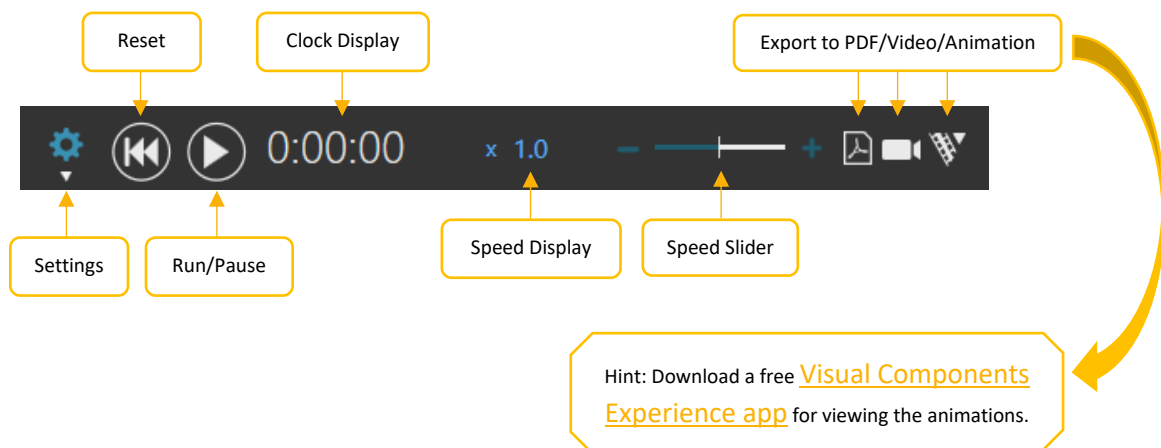 Reset
Clock Display
Export to PDF/Video/Animation
0:00:00
x 1.0
Settings
Run/Pause
Speed Display
Speed Slider
Hint: Download a free Visual Components
Experience app for viewing the animations.